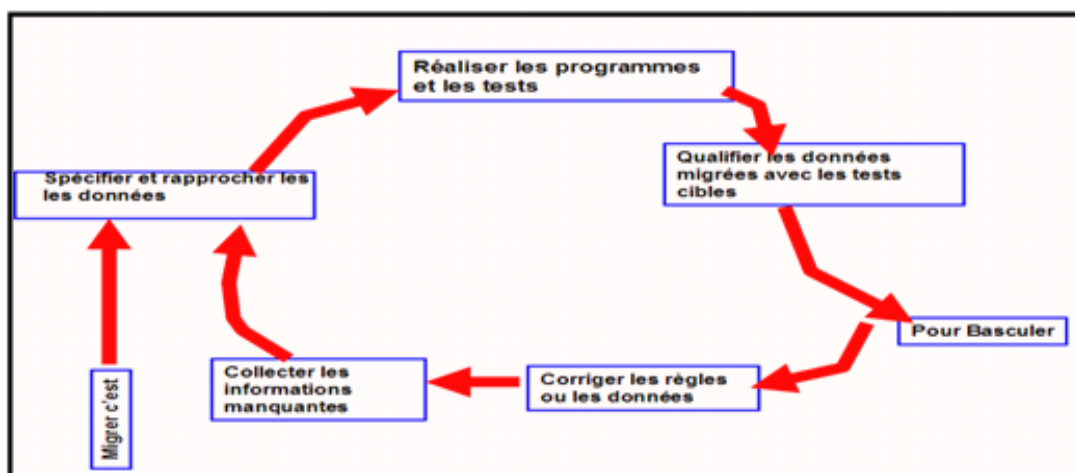 Réaliser les programmes
et les tests
Qualifier les données
migrées avec les tests
cibles
Spécifier et rapprocher les
les données
Pour Basculer
Collecter les
informations
manquantes
Corriger les règles
ou les données
Migrer c'est